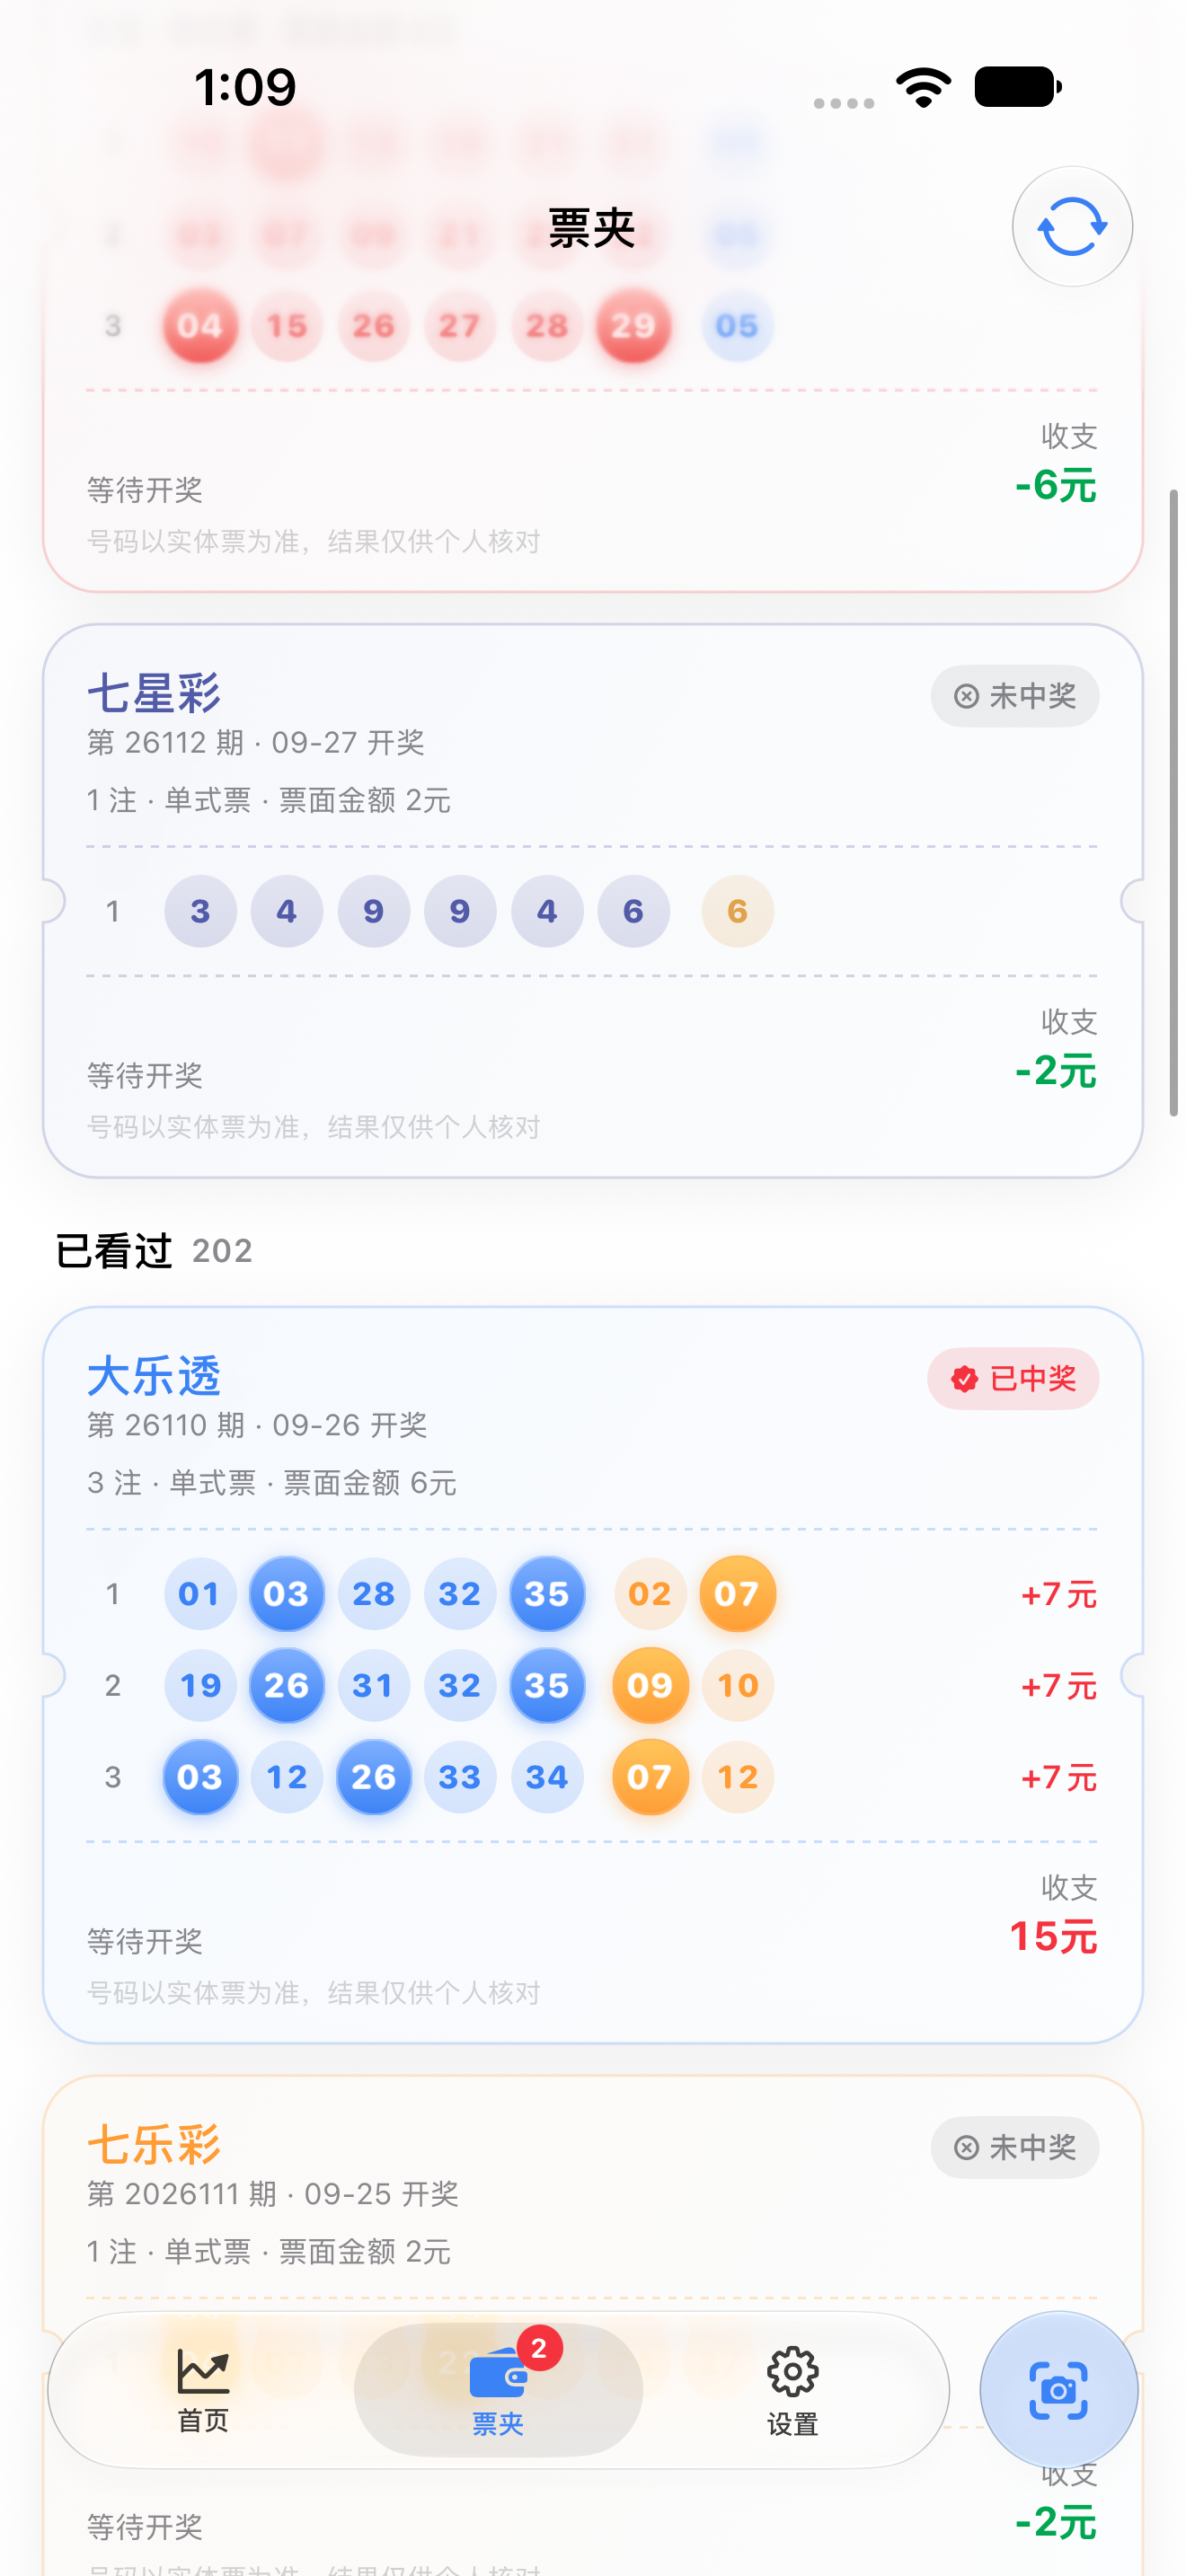 1:09
票夹
3 04 15 26 27 28 29 05
收支
等待开奖 -6元
号码以实体票为准，结果仅供个人核对
七星彩 未中奖
第 26112 期 · 09-27 开奖
1 注 · 单式票 · 票面金额 2元
1 3 4 9 9 4 6 6
收支
等待开奖 -2元
号码以实体票为准，结果仅供个人核对
已看过 202
大乐透 已中奖
第 26110 期 · 09-26 开奖
3 注 · 单式票 · 票面金额 6元
1 01 03 28 32 35 02 07 +7 元
2 19 26 31 32 35 09 10 +7 元
3 03 12 26 33 34 07 12 +7 元
收支
等待开奖 15元
号码以实体票为准，结果仅供个人核对
七乐彩 未中奖
第 2026111 期 · 09-25 开奖
1 注 · 单式票 · 票面金额 2元
2
首页 票夹 设置
收支
等待开奖 -2元